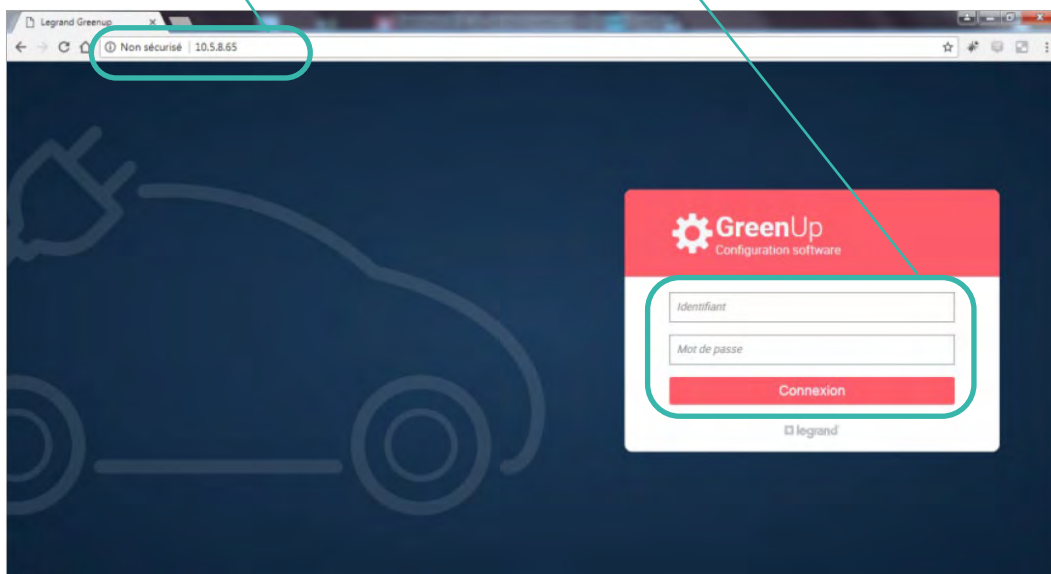 Legrand Greenup
Non sécurisé | 10.5.8.65
GreenUp
Configuration software
Identifiant
Mot de passe
Connexion
legrand